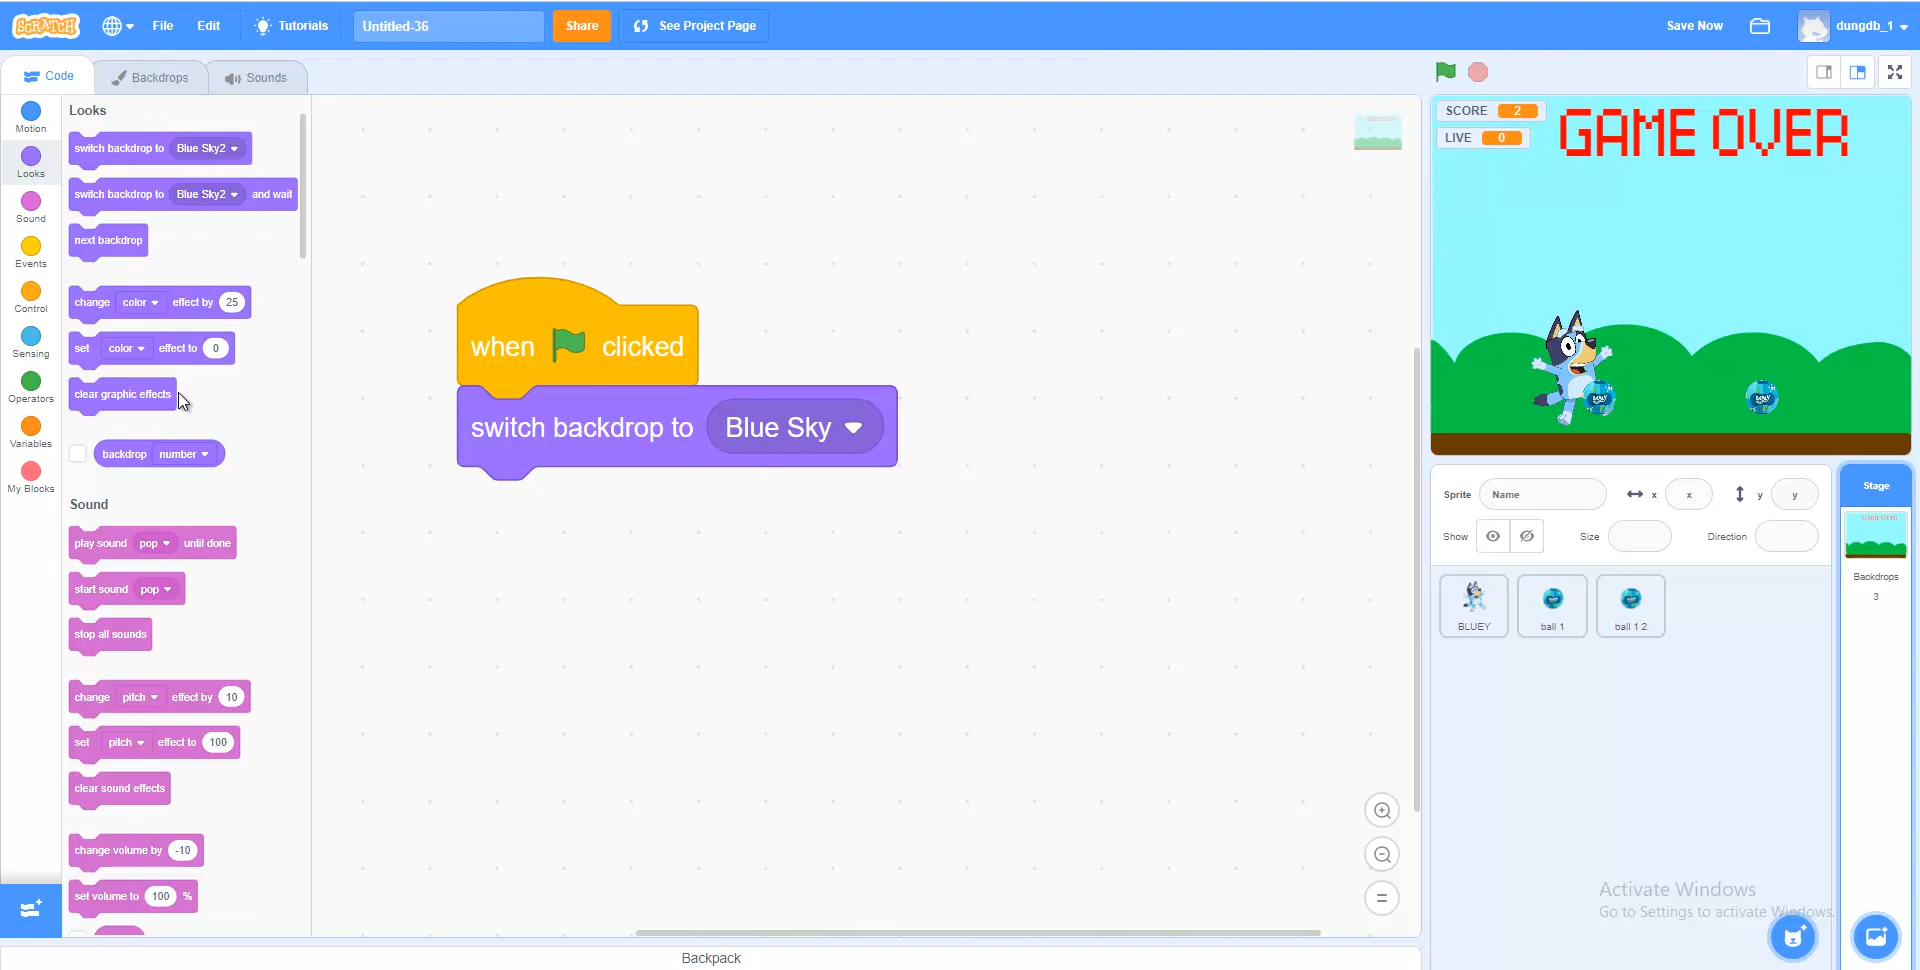 SCRATCH File Edit Tutorials Untitled-36 Share See Project Page Save Now dungdb_1
Code Backdrops Sounds
Motion
Looks
Sound
Events
Control
Sensing
Operators
Variables
My Blocks
Looks
switch backdrop to Blue Sky2
switch backdrop to Blue Sky2 and wait
next backdrop
change color effect by 25
set color effect to 0
clear graphic effects
backdrop number
Sound
play sound pop until done
start sound pop
stop all sounds
change pitch effect by 10
set pitch effect to 100
clear sound effects
change volume by -10
set volume to 100 %
when clicked
switch backdrop to Blue Sky
Backpack
SCORE 2
LIVE 0
GAME OVER
Sprite Name x x y y
Show Size Direction
BLUEY
ball 1
ball 1 2
Stage
GAME OVER
Backdrops
3
Activate Windows
Go to Settings to activate Windows.